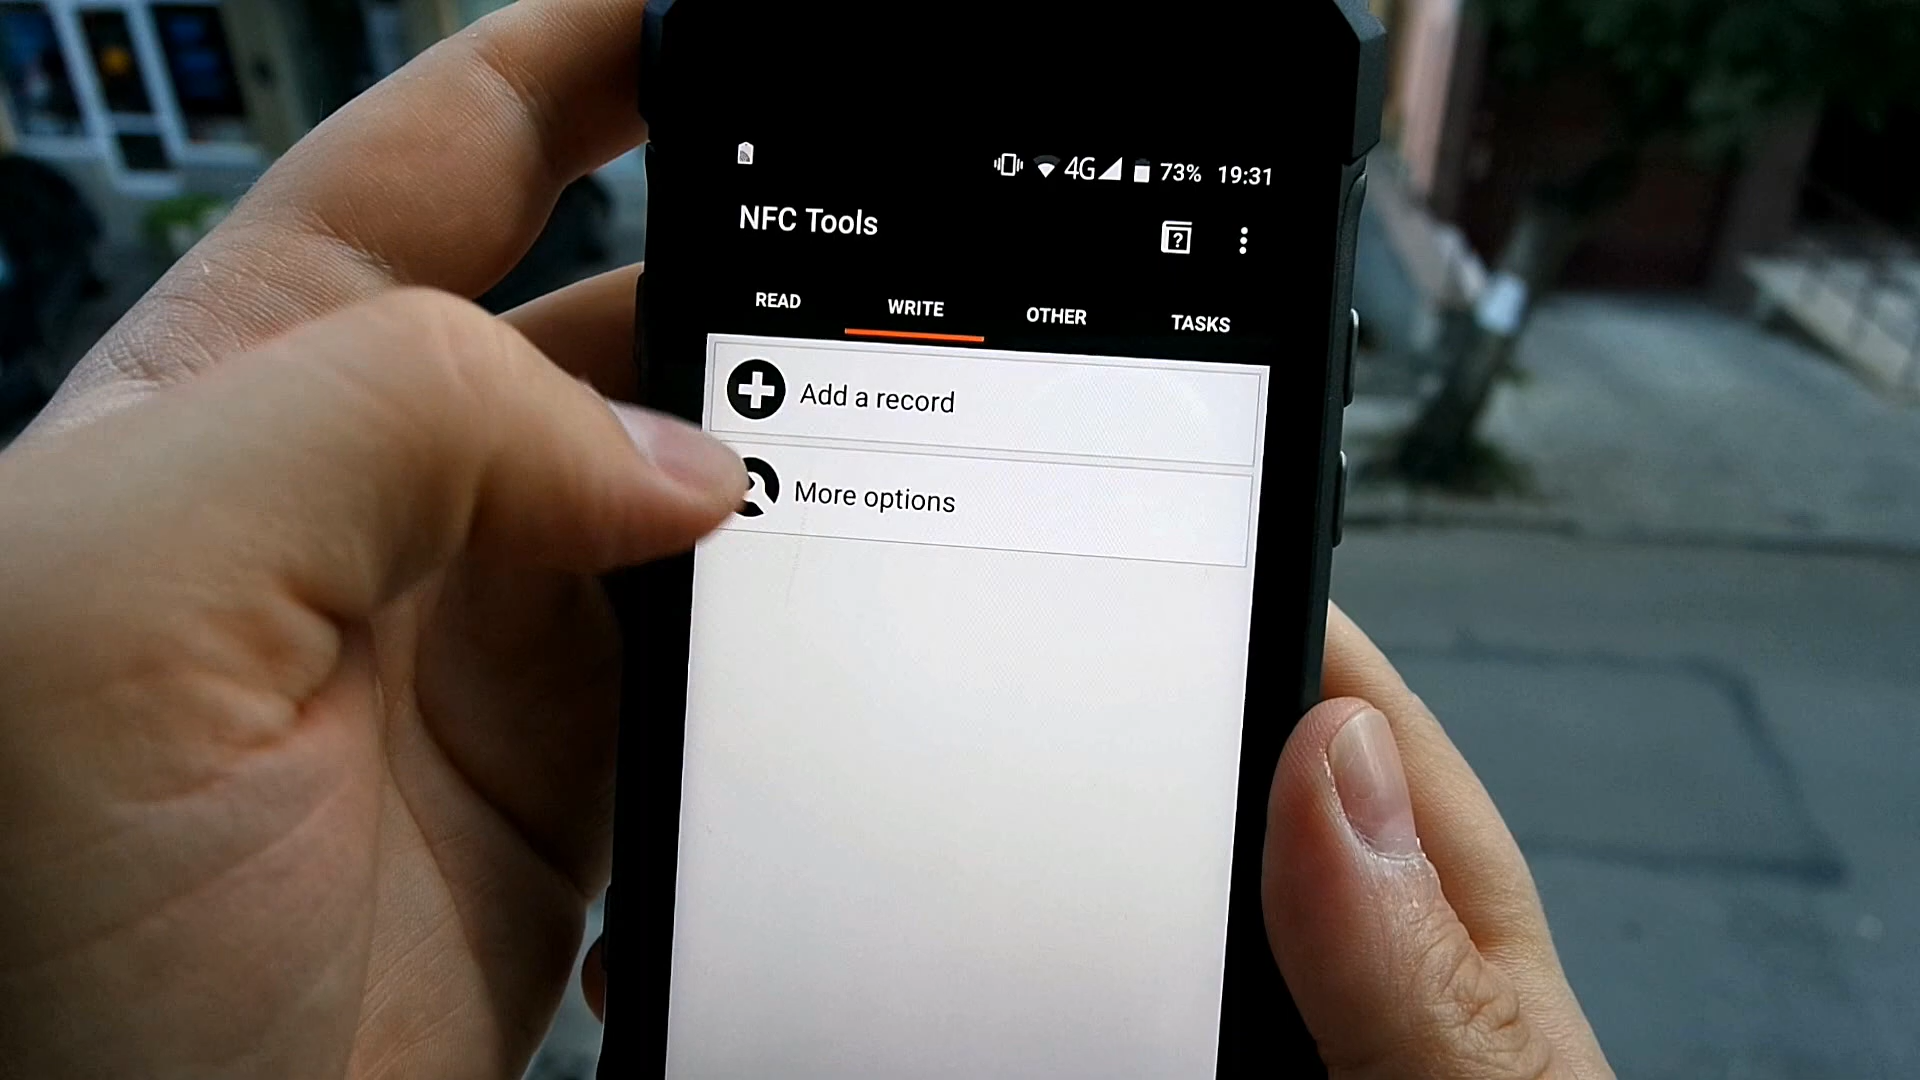 4G 73% 19:31
NFC Tools
READ WRITE OTHER TASKS
Add a record
More options